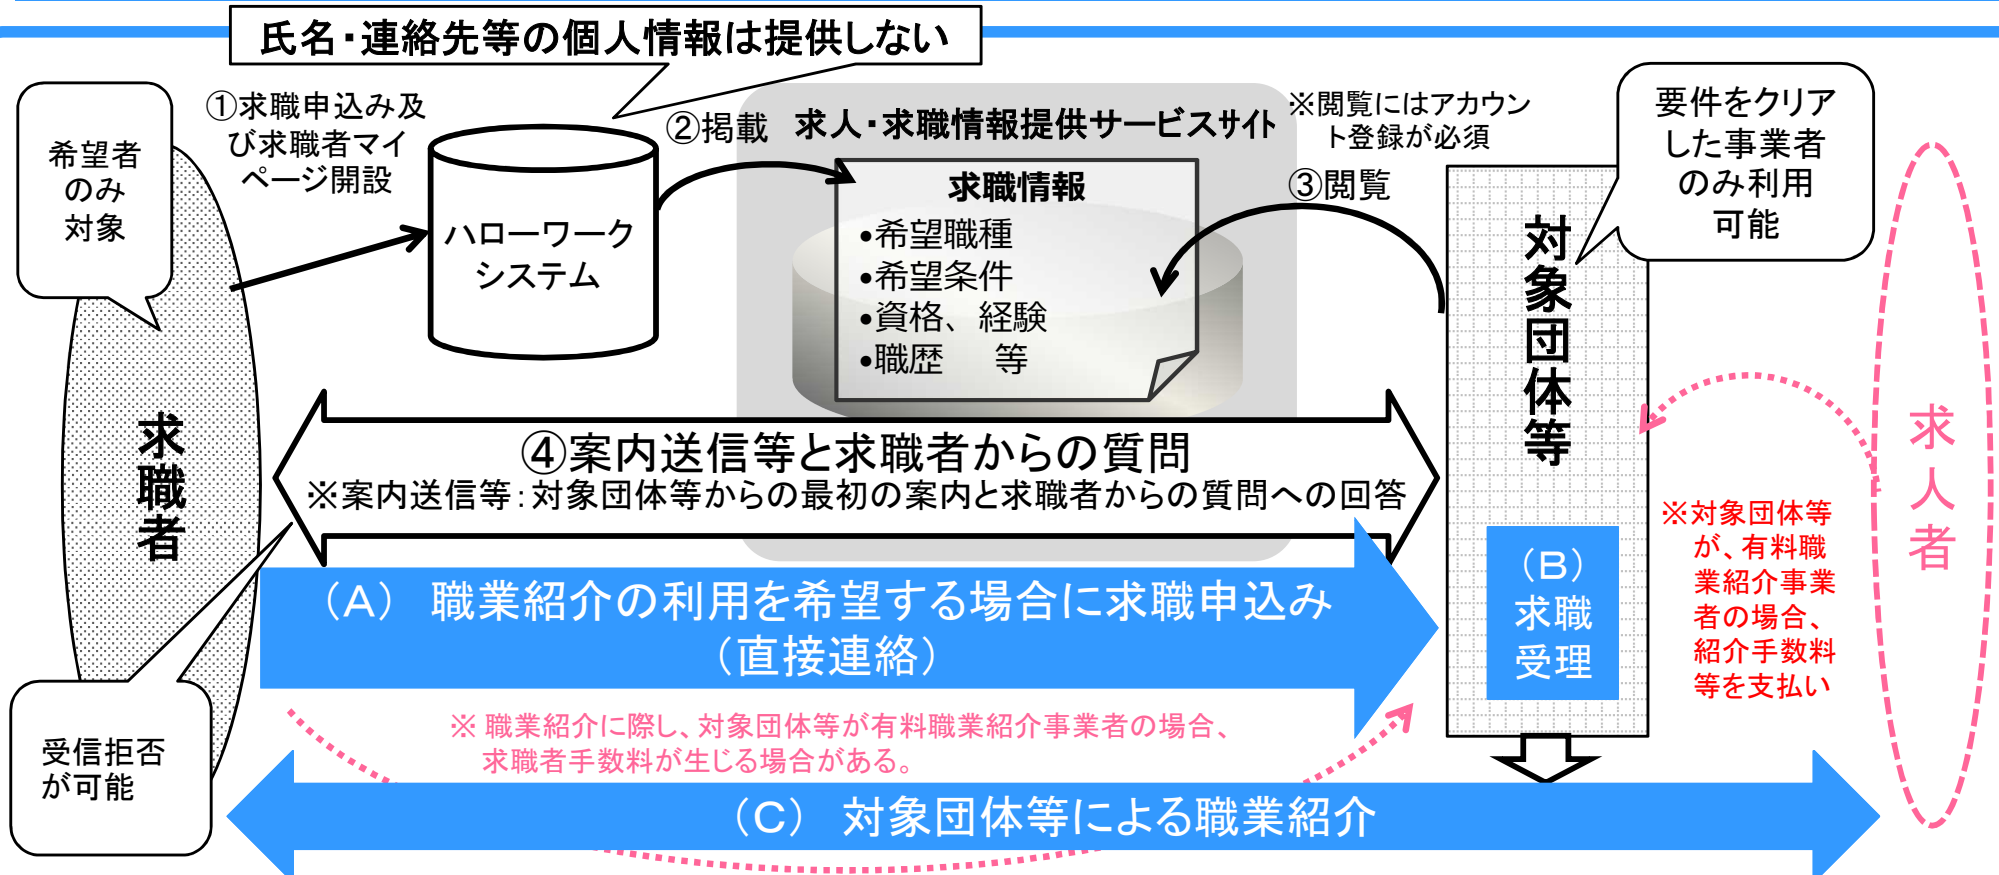 氏名・連絡先等の個人情報は提供しない
希望者
のみ
対象
①求職申込み及
び求職者マイ
ページ開設
ハローワーク
システム
②掲載
求人・求職情報提供サービスサイト
求職情報
•希望職種
•希望条件
•資格、経験
•職歴　等
※閲覧にはアカウン
ト登録が必須
③閲覧
要件をクリア
した事業者
のみ利用
可能
対象団体等
求人者
求職者
④案内送信等と求職者からの質問
※案内送信等：対象団体等からの最初の案内と求職者からの質問への回答
（A） 職業紹介の利用を希望する場合に求職申込み
（直接連絡）
（B）
求職
受理
※対象団体等
が、有料職
業紹介事業
者の場合、
紹介手数料
等を支払い
受信拒否
が可能
※ 職業紹介に際し、対象団体等が有料職業紹介事業者の場合、
求職者手数料が生じる場合がある。
（C） 対象団体等による職業紹介